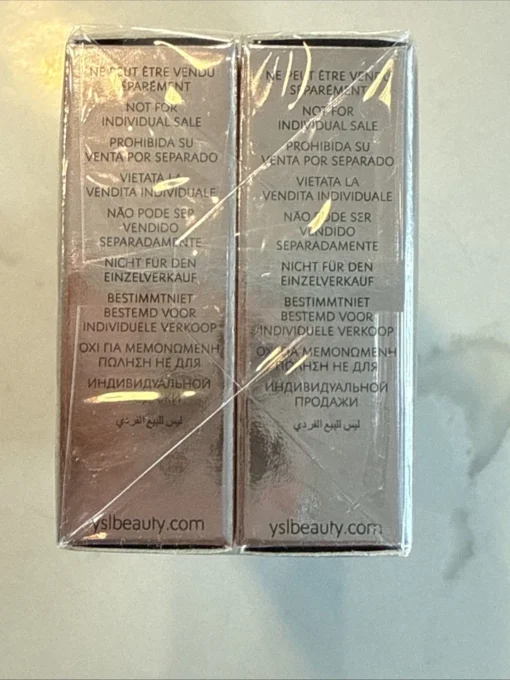 NE PEUT ÊTRE VENDU
SÉPARÉMENT
NOT FOR
INDIVIDUAL SALE
PROHIBIDA SU
VENTA POR SEPARADO
VIETATA LA
VENDITA INDIVIDUALE
NÃO PODE SER
VENDIDO
SEPARADAMENTE
NICHT FÜR DEN
EINZELVERKAUF
BESTIMMTNIET
BESTEMD VOOR
INDIVIDUELE VERKOOP
ΟΧΙ ΓΙΑ ΜΕΜΟΝΩΜΕΝΗ
ΠΩΛΗΣΗ НЕ ДЛЯ
ИНДИВИДУАЛЬНОЙ
ليس للبيع الفردي
yslbeauty.com
NE PEUT ÊTRE VENDU
SÉPARÉMENT
NOT FOR
INDIVIDUAL SALE
PROHIBIDA SU
VENTA POR SEPARADO
VIETATA LA
VENDITA INDIVIDUALE
NÃO PODE SER
VENDIDO
SEPARADAMENTE
NICHT FÜR DEN
EINZELVERKAUF
BESTIMMTNIET
BESTEMD VOOR
INDIVIDUELE VERKOOP
ΟΧΙ ΓΙΑ ΜΕΜΟΝΩΜΕΝΗ
ΠΩΛΗΣΗ НЕ ДЛЯ
ИНДИВИДУАЛЬНОЙ
ПРОДАЖИ
ليس للبيع الفردي
yslbeauty.com